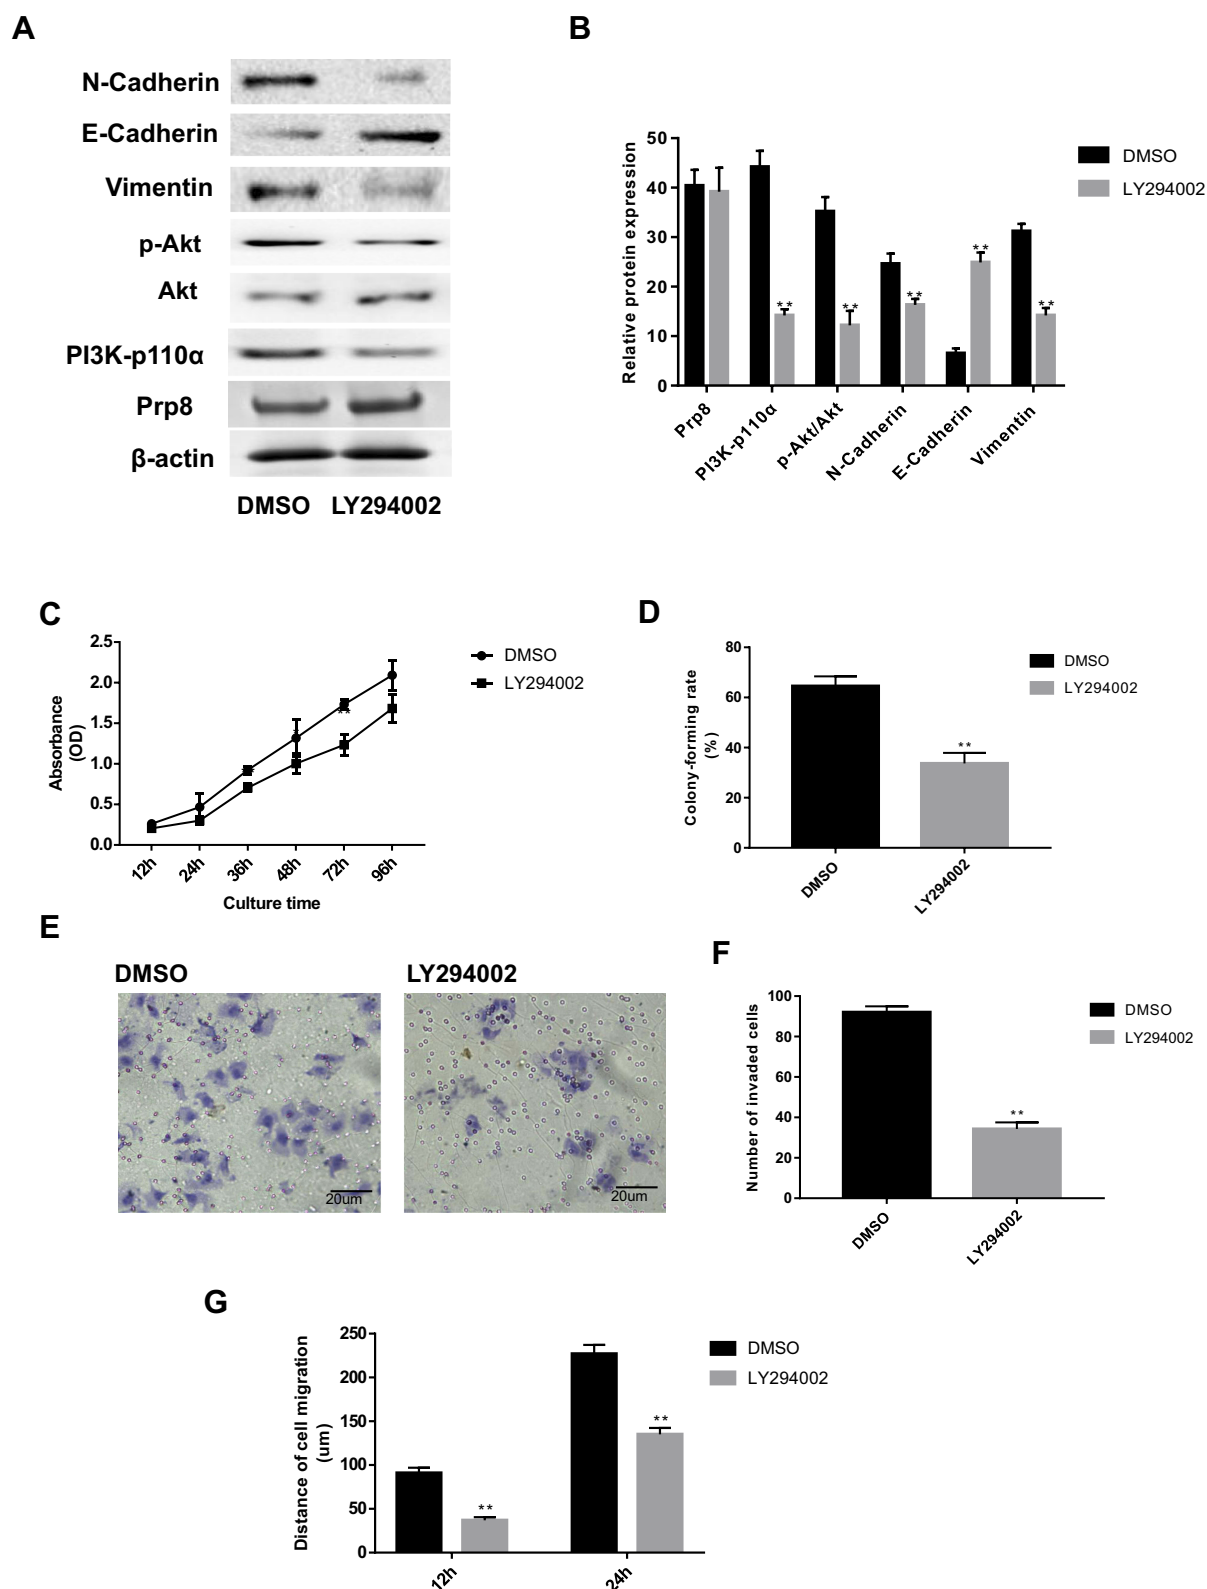 A
N-Cadherin
E-Cadherin
Vimentin
p-Akt
Akt
PI3K-p110α
Prp8
β-actin
DMSO LY294002
B
Relative protein expression
50
40
30
20
10
0
Prp8
PI3K-p110α
p-Akt/Akt
N-Cadherin
E-Cadherin
Vimentin
**
**
**
**
**
DMSO
LY294002
C
Absorbance
(OD)
2.5
2.0
1.5
1.0
0.5
0.0
**
12h
24h
36h
48h
72h
96h
Culture time
DMSO
LY294002
D
Colony-forming rate
(%)
80
60
40
20
0
**
DMSO
LY294002
DMSO
LY294002
E
DMSO
LY294002
20um
20um
F
Number of invaded cells
100
80
60
40
20
0
**
DMSO
LY294002
DMSO
LY294002
G
Distance of cell migration
(um)
250
200
150
100
50
0
**
**
12h
24h
DMSO
LY294002